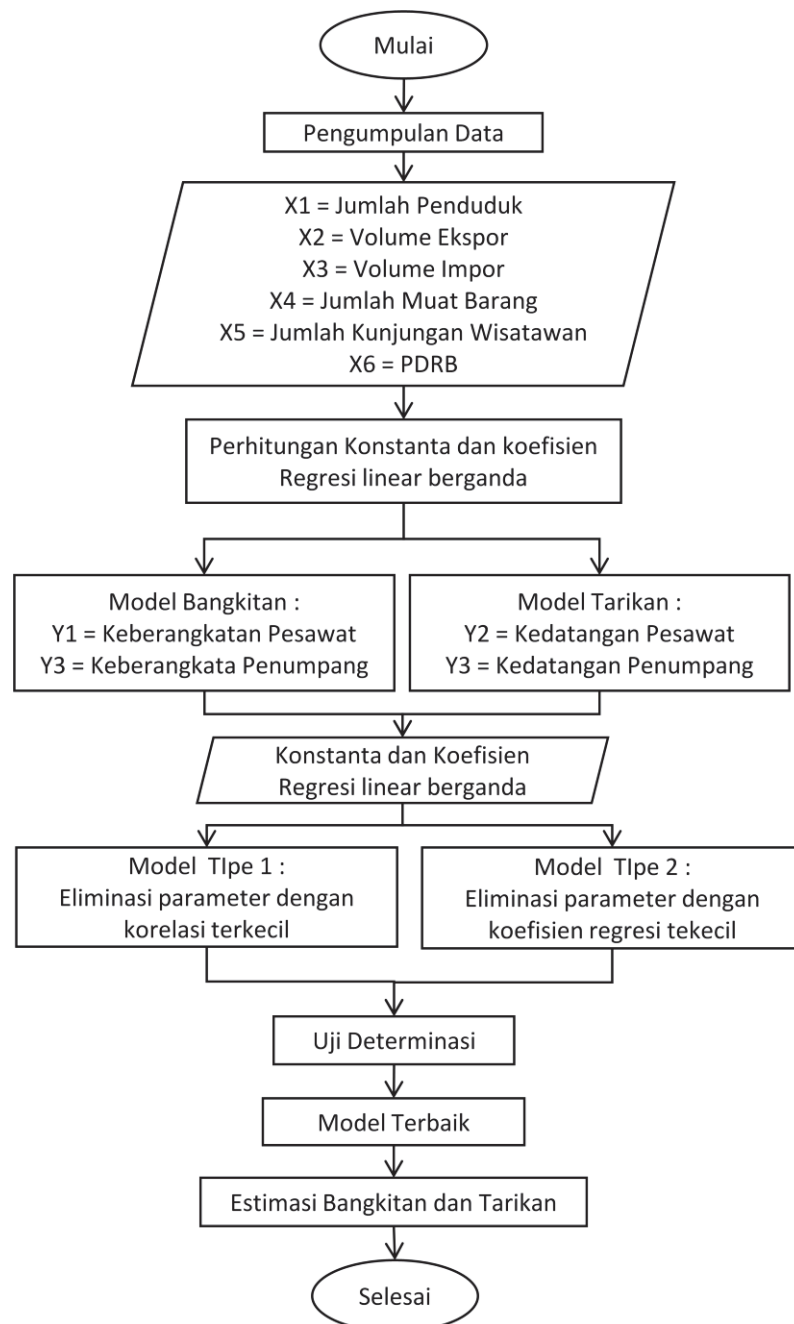 Mulai
Pengumpulan Data
X1 = Jumlah Penduduk
X2 = Volume Ekspor
X3 = Volume Impor
X4 = Jumlah Muat Barang
X5 = Jumlah Kunjungan Wisatawan
X6 = PDRB
Perhitungan Konstanta dan koefisien
Regresi linear berganda
Model Bangkitan :
Y1 = Keberangkatan Pesawat
Y3 = Keberangkata Penumpang
Model Tarikan :
Y2 = Kedatangan Pesawat
Y3 = Kedatangan Penumpang
Konstanta dan Koefisien
Regresi linear berganda
Model TIpe 1 :
Eliminasi parameter dengan
korelasi terkecil
Model TIpe 2 :
Eliminasi parameter dengan
koefisien regresi tekecil
Uji Determinasi
Model Terbaik
Estimasi Bangkitan dan Tarikan
Selesai